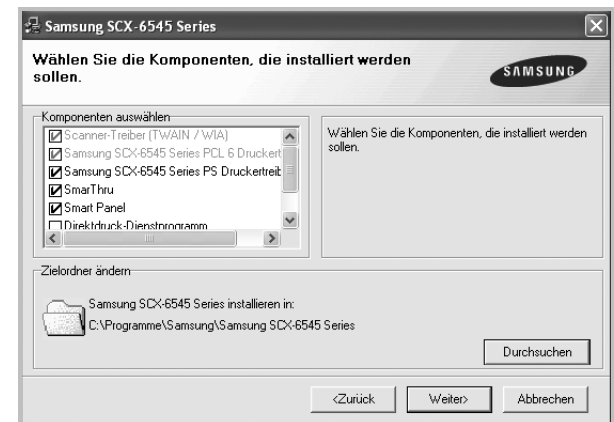 Samsung SCX-6545 Series
Wählen Sie die Komponenten, die installiert werden
sollen.
SAMSUNG
Komponenten auswählen
Scanner-Treiber (TWAIN / WIA)
Samsung SCX-6545 Series PCL 6 Druckert
Samsung SCX-6545 Series PS Druckertreit
SmarThru
Smart Panel
Direktdruck-Dienstprogramm
Wählen Sie die Komponenten, die installiert werden
sollen.
Zielordner ändern
Samsung SCX-6545 Series installieren in:
C:\Programme\Samsung\Samsung SCX-6545 Series
Durchsuchen
<Zurück
Weiter>
Abbrechen